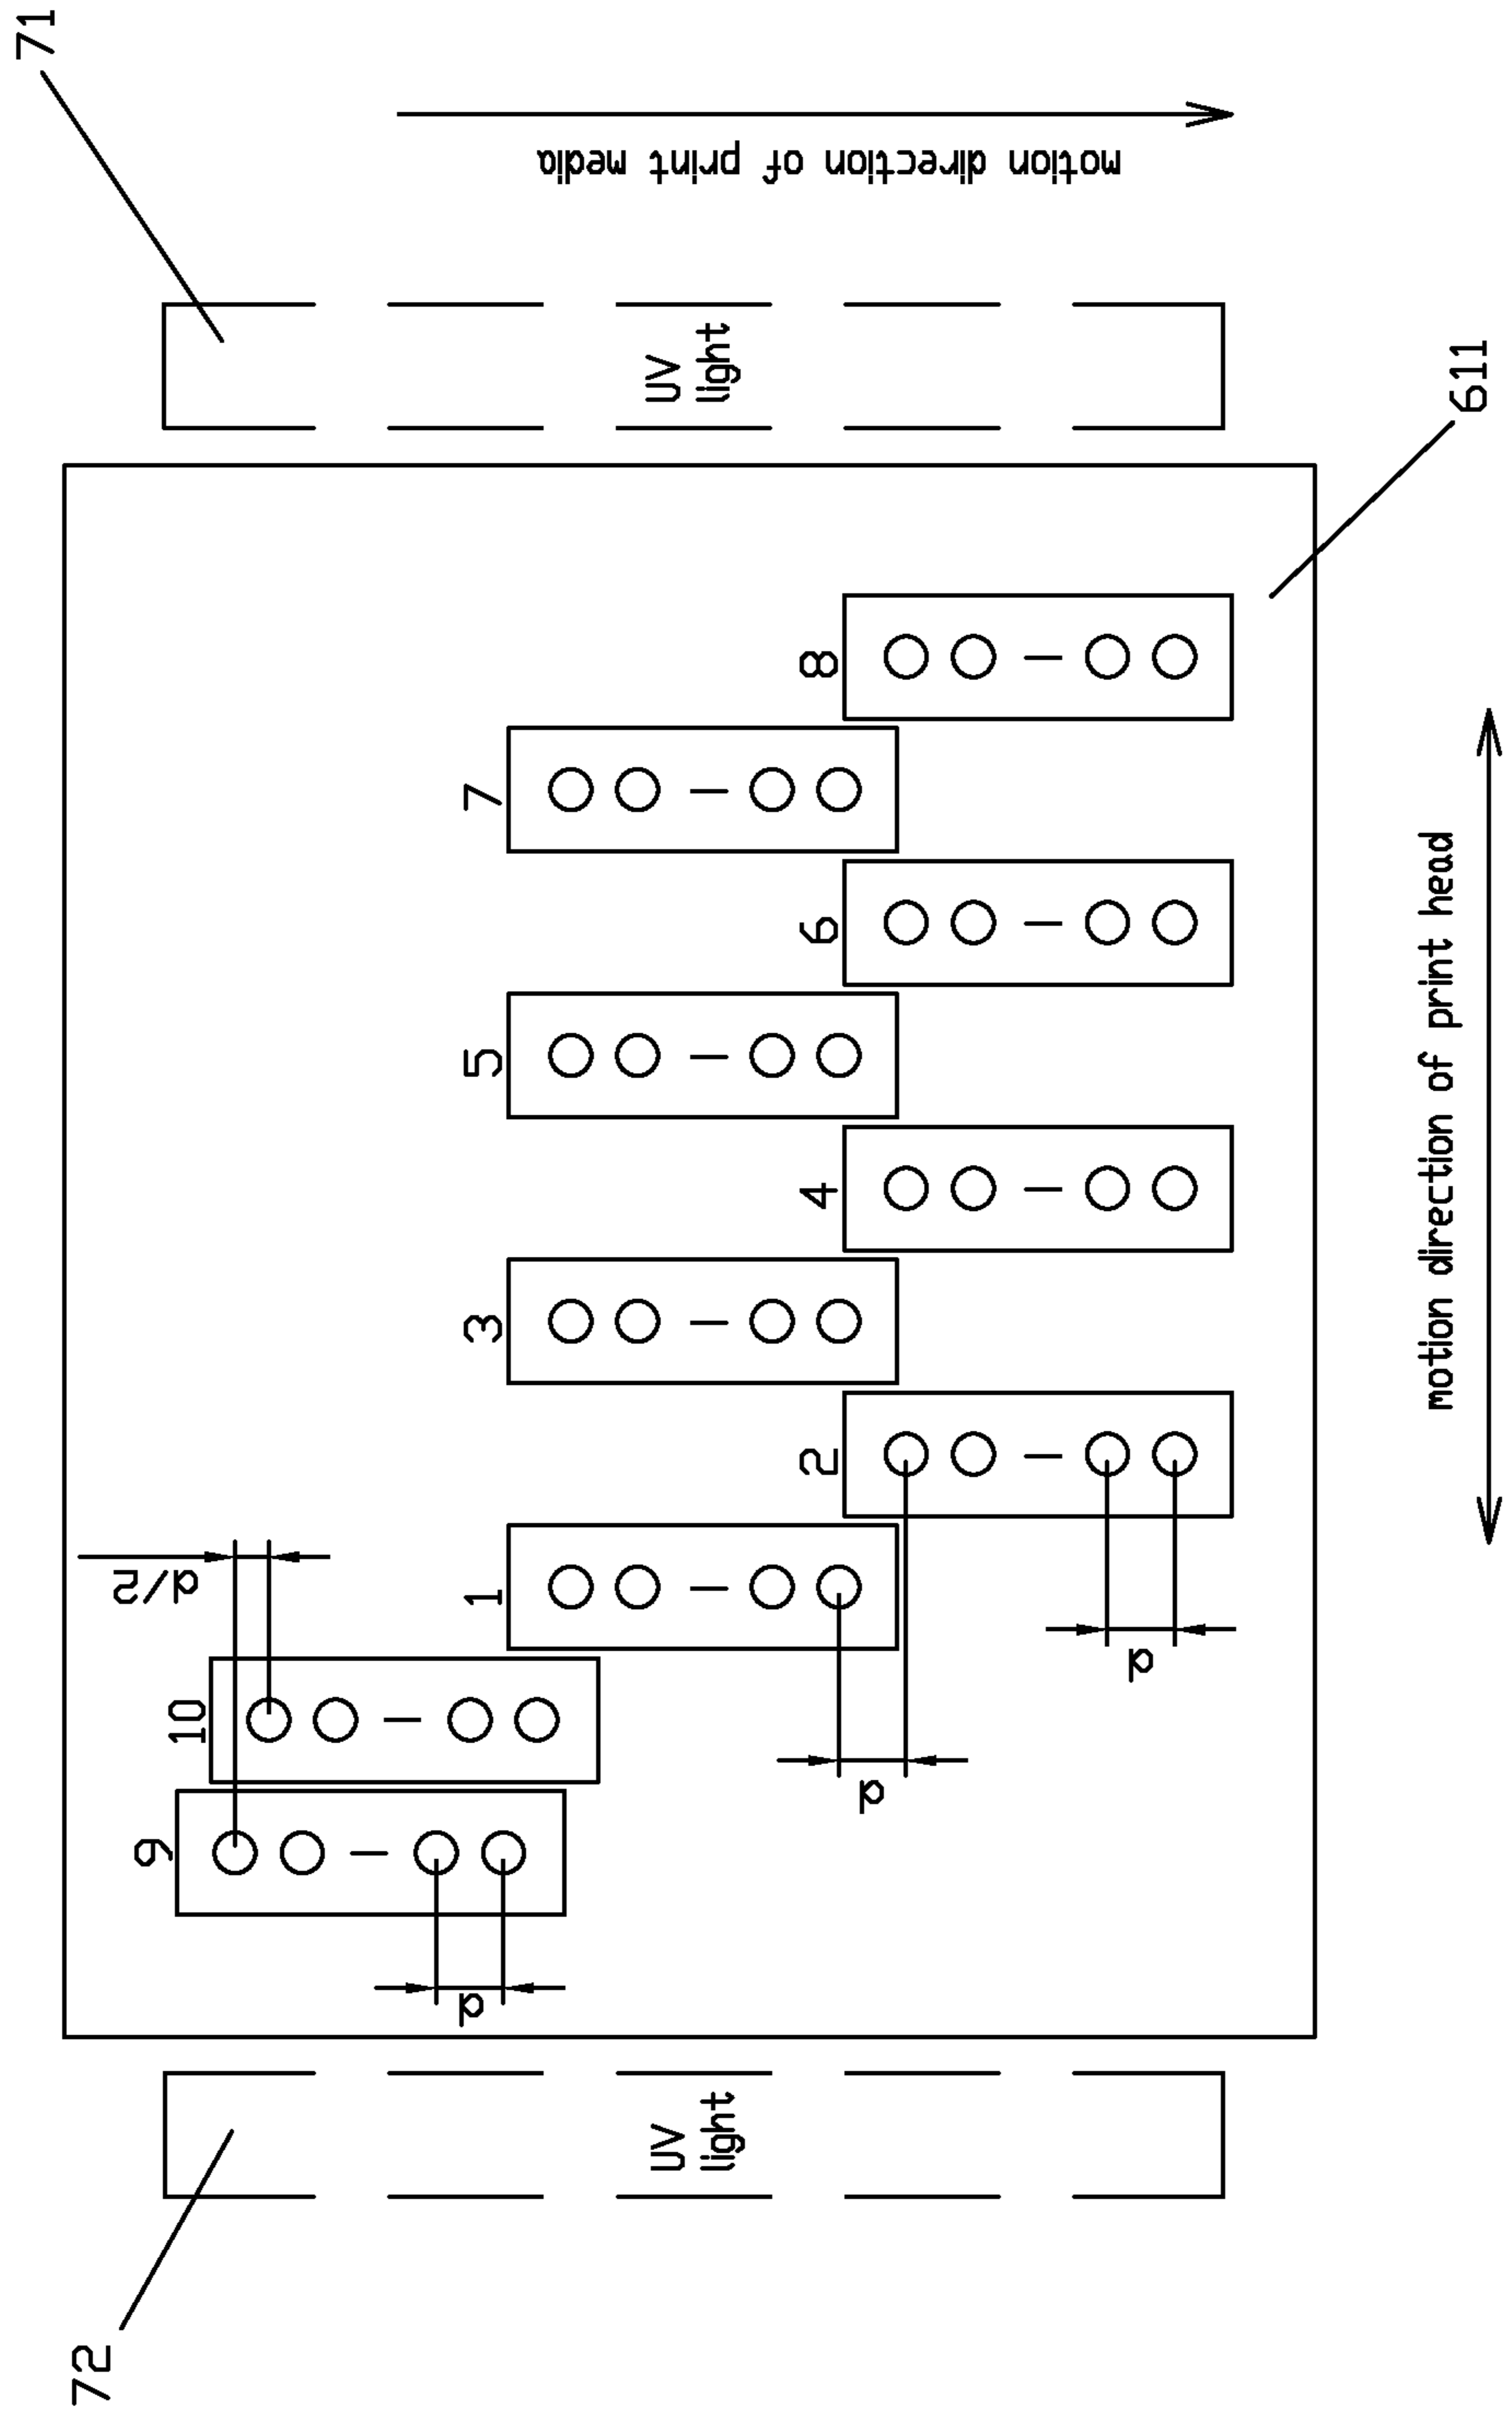 71
72
d/2
9
10
d
1
3
5
7
UV
light
UV
light
2
4
6
8
motion direction of print media
d
d
motion direction of print head
611